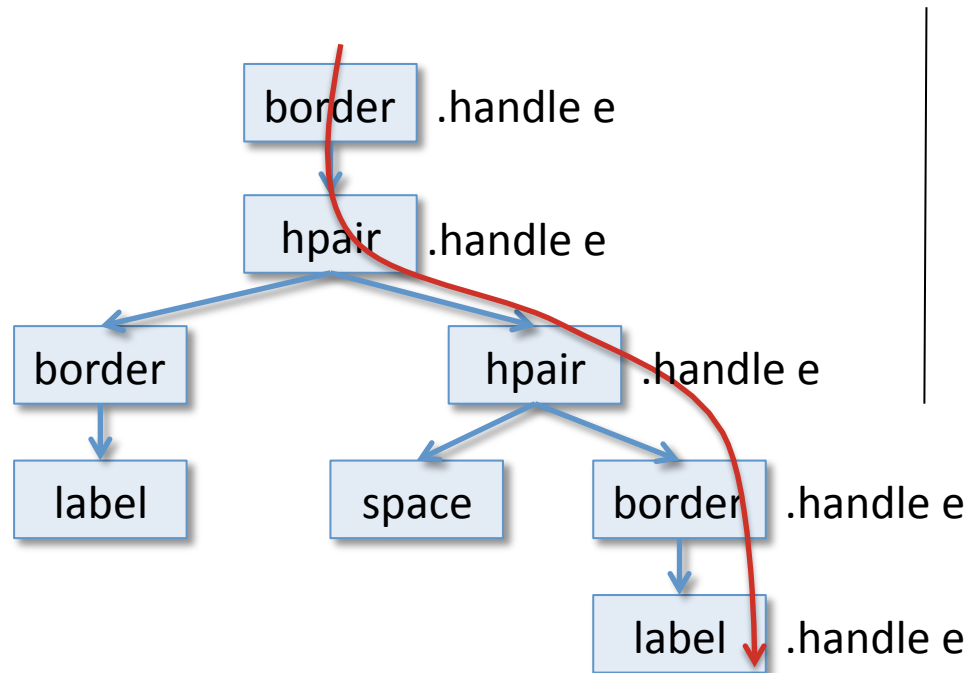 border .handle e
hpair .handle e
border hpair .handle e
label space border .handle e
label .handle e